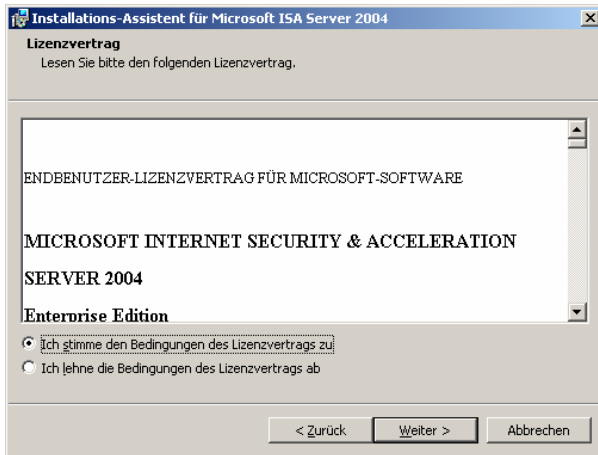 Installations-Assistent für Microsoft ISA Server 2004
Lizenzvertrag
Lesen Sie bitte den folgenden Lizenzvertrag.
ENDBENUTZER-LIZENZVERTRAG FÜR MICROSOFT-SOFTWARE
MICROSOFT INTERNET SECURITY & ACCELERATION
SERVER 2004
Enterprise Edition
Ich stimme den Bedingungen des Lizenzvertrags zu
Ich lehne die Bedingungen des Lizenzvertrags ab
< Zurück
Weiter >
Abbrechen